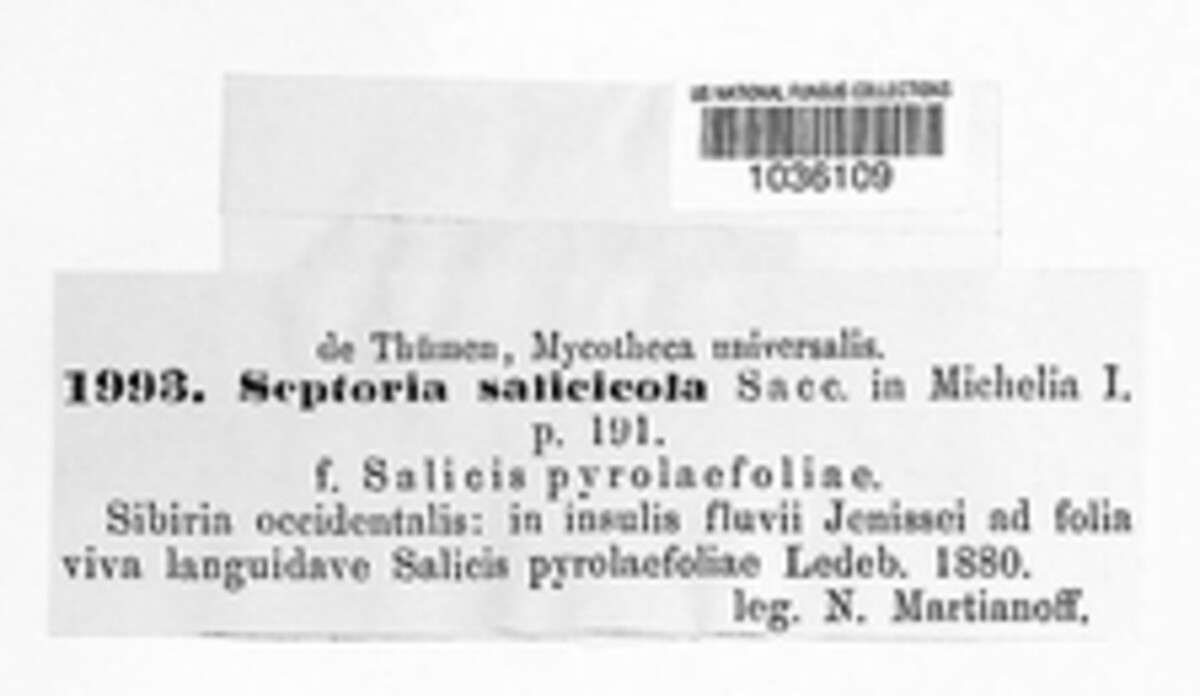 US NATIONAL FUNGUS COLLECTIONS
1036109
de Thümen, Mycotheca universalis.
1993. Septoria salicicola Sacc. in Michelia I.
p. 191.
f. Salicis pyrolaefoliae.
Sibiria occidentalis: in insulis fluvii Jenissei ad folia
viva languidave Salicis pyrolaefoliae Ledeb. 1880.
leg. N. Martianoff.